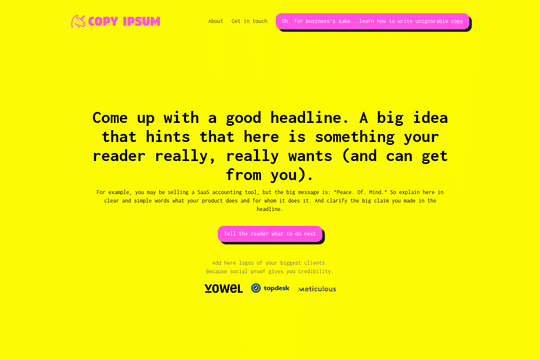 COPY IPSUM
About
Get in touch
Oh, for business's sake...learn how to write unignorable copy
Come up with a good headline. A big idea
that hints that here is something your
reader really, really wants (and can get
from you).
For example, you may be selling a SaaS accounting tool, but the big message is: "Peace. Of. Mind." So explain here in
clear and simple words what your product does and for whom it does it. And clarify the big claim you made in the
headline.
Tell the reader what to do next
Add here logos of your biggest clients.
Because social proof gives you credibility.
YOWEL
topdesk
meticulous